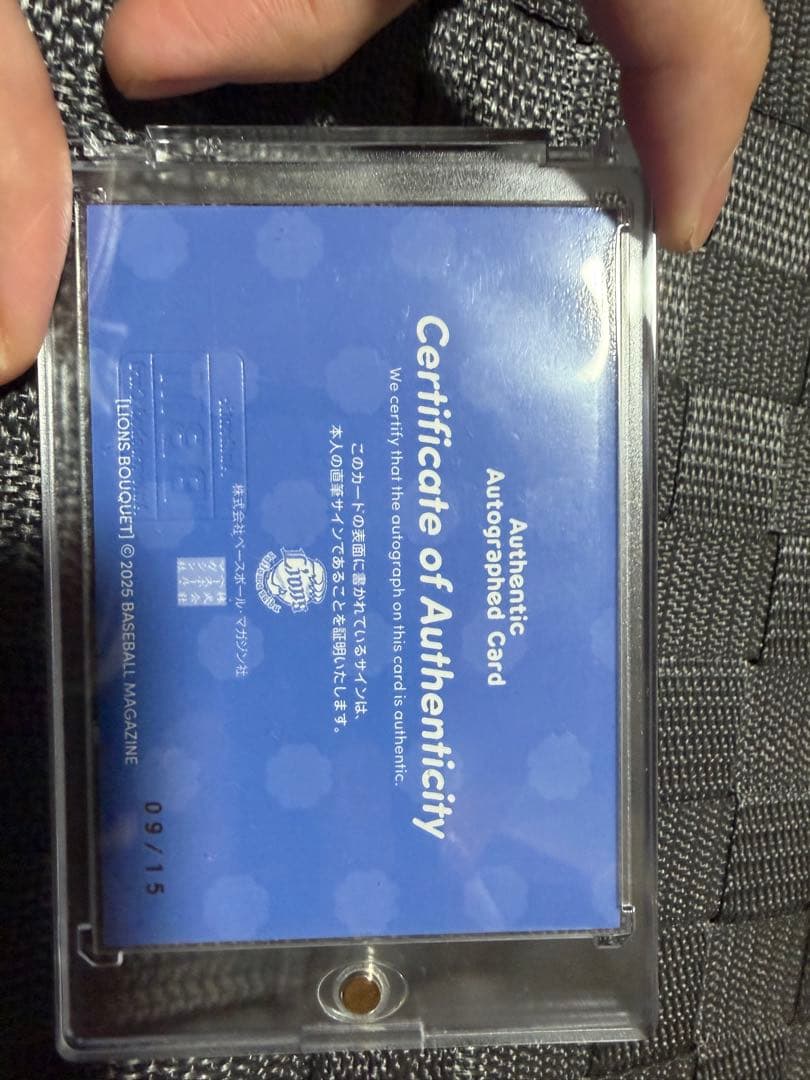 Authentic
Autographed Card
Certificate of Authenticity
We certify that the autograph on this card is authentic.
このカードの表面に書かれているサインは、
本人の直筆サインであることを証明いたします。
Lions
株式会社ベースボール・マガジン社
[LIONS BOUQUET] © 2025 BASEBALL MAGAZINE
09/15